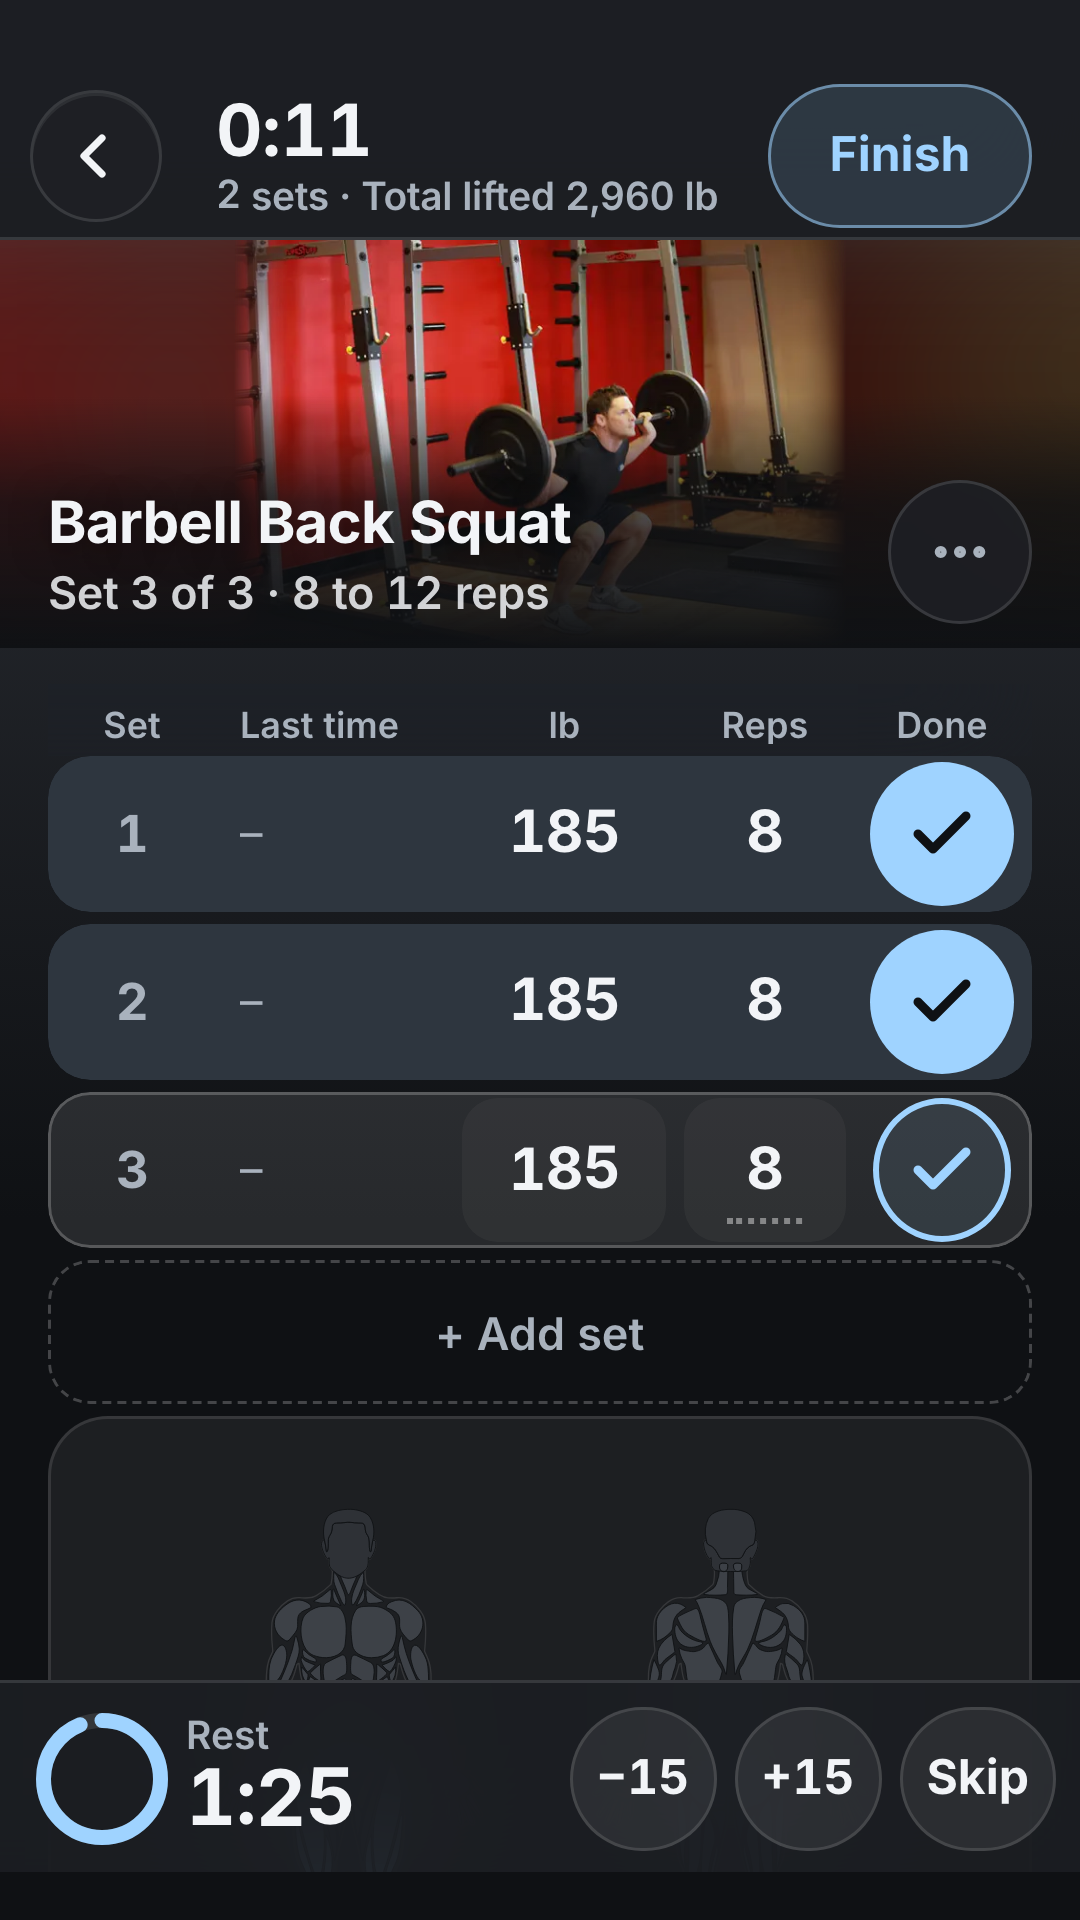 0:11
2 sets · Total lifted 2,960 lb
Finish
Barbell Back Squat
Set 3 of 3 · 8 to 12 reps
Set Last time lb Reps Done
1 – 185 8
2 – 185 8
3 – 185 8
+ Add set
Rest
1:25
−15 +15 Skip